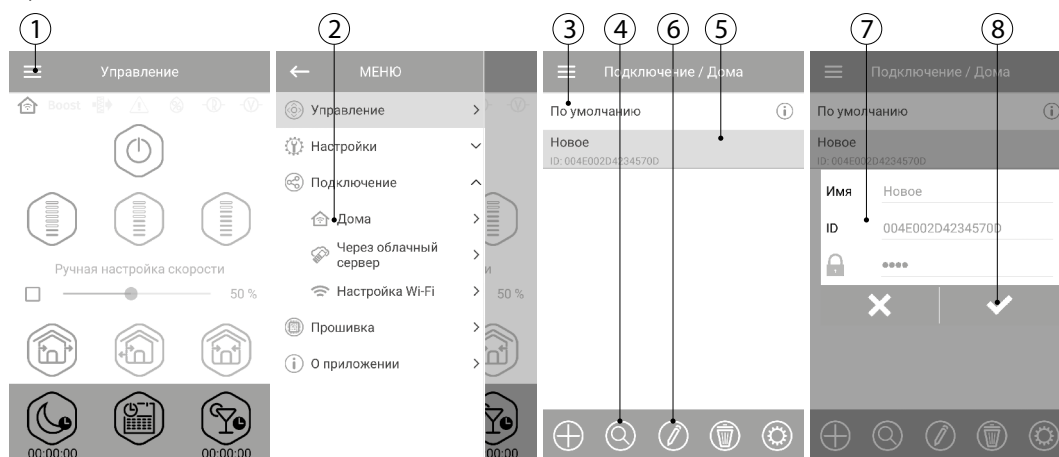 1
2
3
4
6
5
7
8
Управление
Boost
Ручная настройка скорости
50 %
00:00:00
00:00:00
МЕНЮ
Управление
Настройки
Подключение
Дома
Через облачный
сервер
Настройка Wi-Fi
Прошивка
О приложении
и
50 %
00:00
Подключение / Дома
По умолчанию
Новое
ID: 004E002D4234570D
Подключение / Дома
По умолчанию
Новое
ID: 004E002D4234570D
Имя Новое
ID 004E002D4234570D